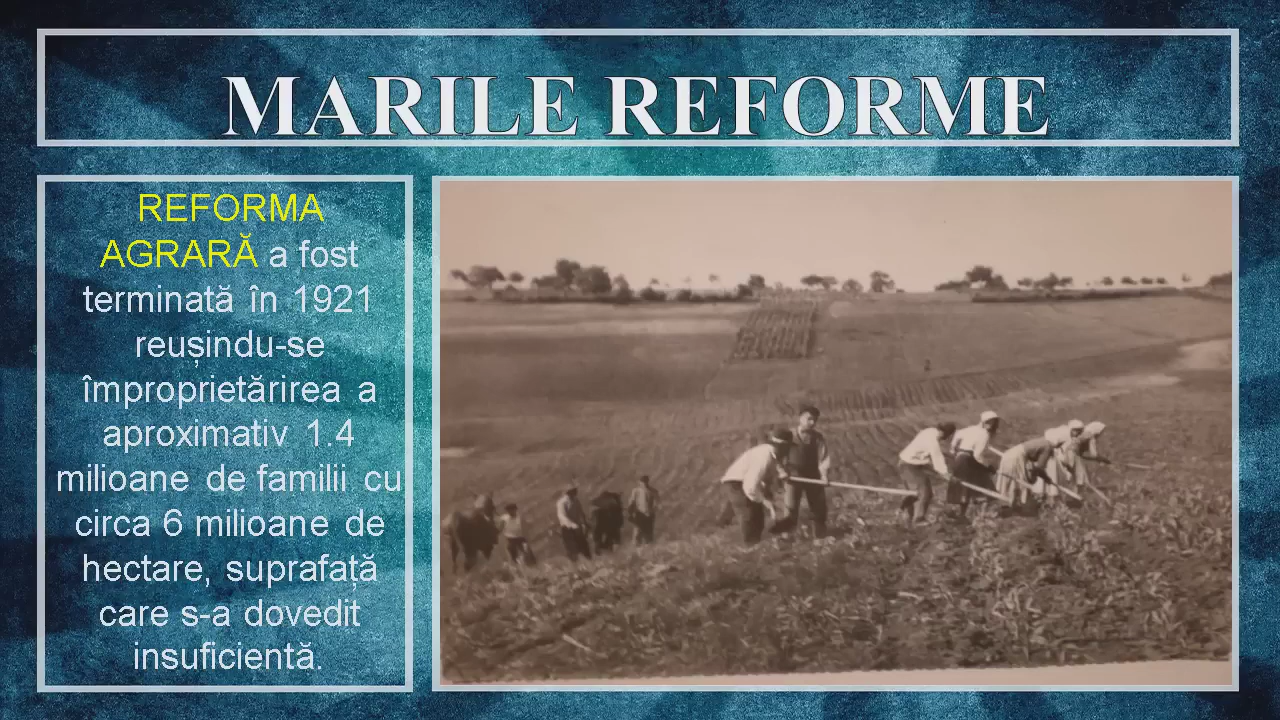 MARILE REFORME
REFORMA
AGRARĂ a fost
terminată în 1921
reușindu-se
împroprietărirea a
aproximativ 1.4
milioane de familii cu
circa 6 milioane de
hectare, suprafață
care s-a dovedit
insuficientă.